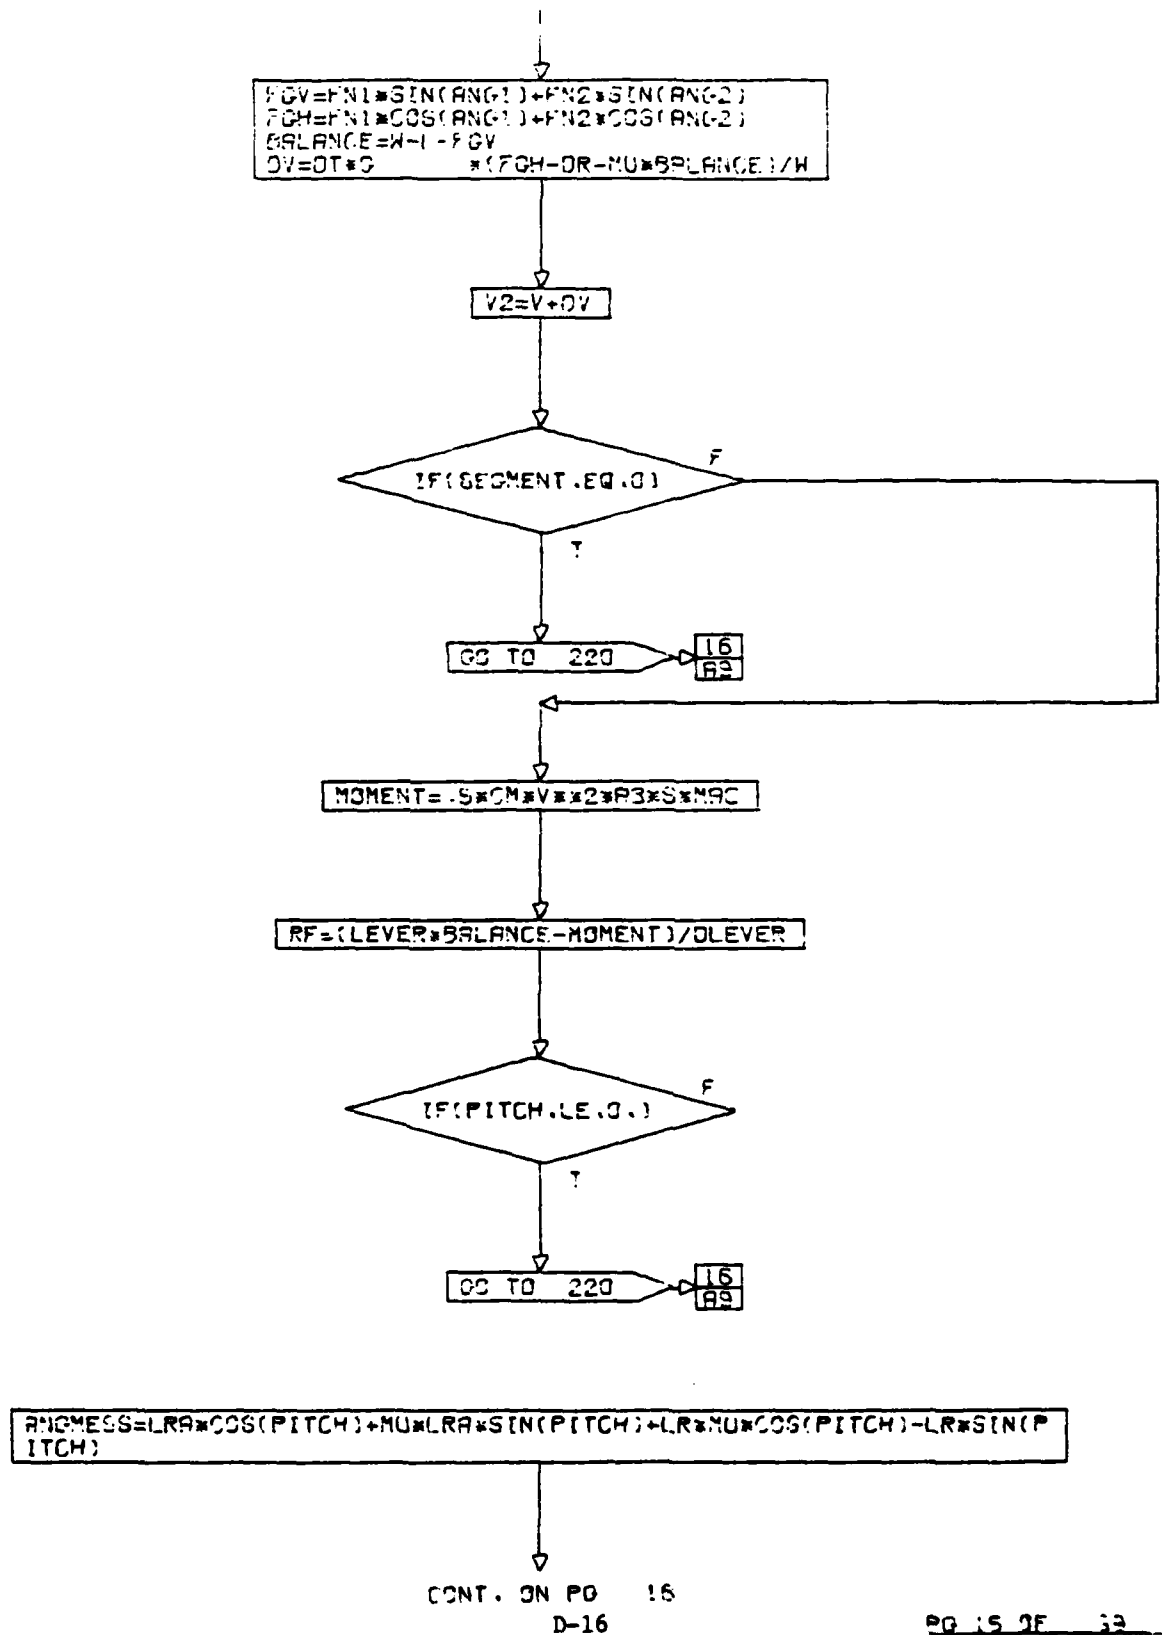 FGV=FN1*SIN(ANG1)+FN2*SIN(ANG2)
FGH=FN1*COS(ANG1)+FN2*COS(ANG2)
BALANCE=W-L-FGV
DV=DT*G *(FGH-DR-MU*BALANCE)/W
V2=V+DV
IF(SEGMENT.EQ.0)
F
T
GO TO 220
16
A9
MOMENT=.5*CM*V**2*A3*S*MAC
RF=(LEVER*BALANCE-MOMENT)/DLEVER
IF(PITCH.LE.0.)
F
T
GO TO 220
16
A9
ANGMESS=LRA*COS(PITCH)+MU*LRA*SIN(PITCH)+LR*MU*COS(PITCH)-LR*SIN(P
ITCH)
CONT. ON PG 16
D-16
PG 15 OF